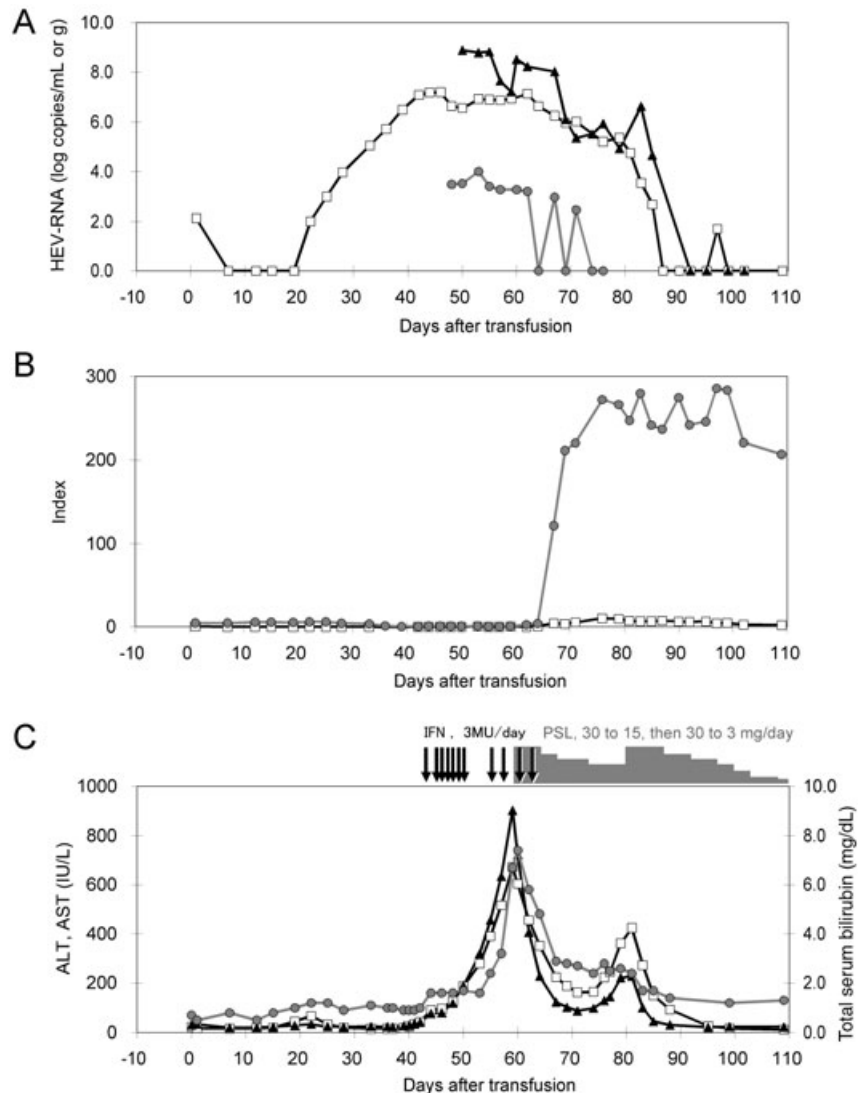 A
HEV-RNA (log copies/mL or g)
10.0
8.0
6.0
4.0
2.0
0.0
-10 0 10 20 30 40 50 60 70 80 90 100 110
Days after transfusion
B
Index
300
200
100
0
-10 0 10 20 30 40 50 60 70 80 90 100 110
Days after transfusion
IFN , 3MU/day PSL, 30 to 15, then 30 to 3 mg/day
C
ALT, AST (IU/L)
1000 10.0
800 8.0
600 6.0
400 4.0
200 2.0
0 0.0
Total serum bilirubin (mg/dL)
-10 0 10 20 30 40 50 60 70 80 90 100 110
Days after transfusion